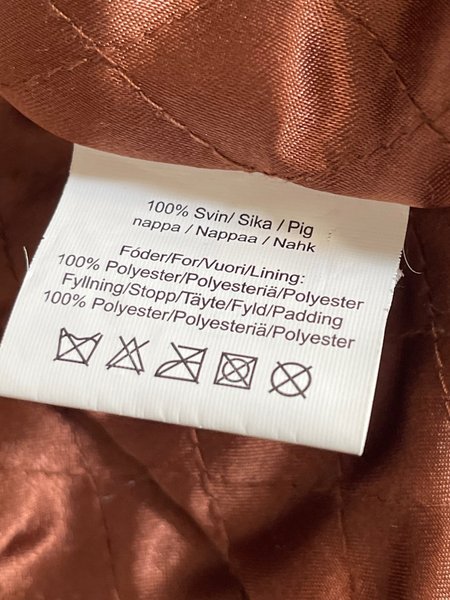 100% Svin/ Sika / Pig
nappa / Nappaa / Nahk
Fóder/For/Vuori/Lining:
100% Polyester/Polyesteriä/Polyester
Fyllning/Stopp/Täyte/Fyld/Padding
100% Polyester/Polyesteriä/Polyester